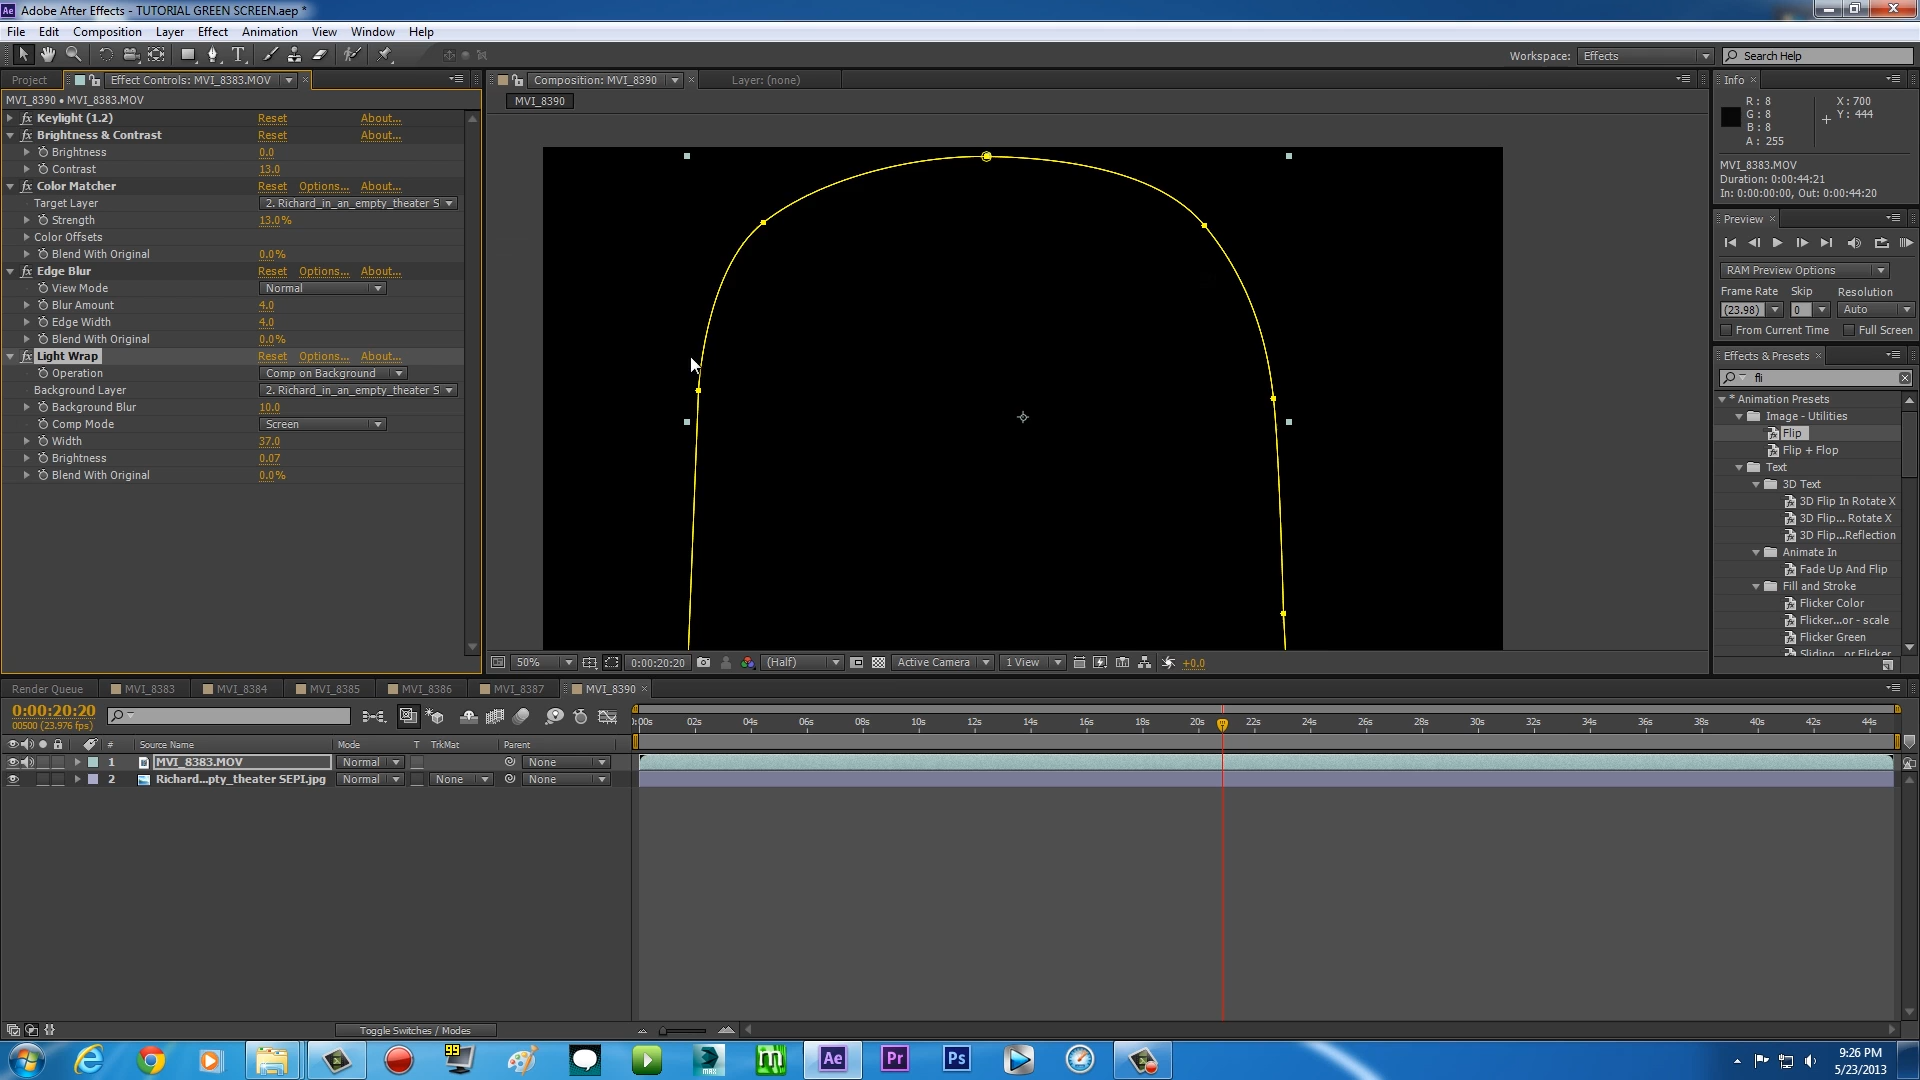 Adobe After Effects - TUTORIAL GREEN SCREEN.aep *
File Edit Composition Layer Effect Animation View Window Help
Workspace: Effects Search Help
Project Effect Controls: MVI_8383.MOV
Composition: MVI_8390 Layer: (none)
MVI_8390 • MVI_8383.MOV
MVI_8390
Keylight (1.2) Reset About...
Brightness & Contrast Reset About...
Brightness 0.0
Contrast 13.0
Color Matcher Reset Options... About...
Target Layer 2. Richard_in_an_empty_theater S
Strength 13.0%
Color Offsets
Blend With Original 0.0%
Edge Blur Reset Options... About...
View Mode Normal
Blur Amount 4.0
Edge Width 4.0
Blend With Original 0.0%
Light Wrap Reset Options... About...
Operation Comp on Background
Background Layer 2. Richard_in_an_empty_theater S
Background Blur 10.0
Comp Mode Screen
Width 37.0
Brightness 0.07
Blend With Original 0.0%
50% 0:00:20:20 (Half) Active Camera 1 View +0.0
Info
R: 8 X: 700
G: 8 Y: 444
B: 8
A: 255
MVI_8383.MOV
Duration: 0:00:44:21
In: 0:00:00:00, Out: 0:00:44:20
Preview
RAM Preview Options
Frame Rate Skip Resolution
(23.98) 0 Auto
From Current Time Full Screen
Effects & Presets
fli
* Animation Presets
Image - Utilities
Flip
Flip + Flop
Text
3D Text
3D Flip In Rotate X
3D Flip... Rotate X
3D Flip...Reflection
Animate In
Fade Up And Flip
Fill and Stroke
Flicker Color
Flicker...or - scale
Flicker Green
Sliding...or Flicker
Render Queue MVI_8383 MVI_8384 MVI_8385 MVI_8386 MVI_8387 MVI_8390
0:00:20:20
00500 (23.976 fps)
):00s 02s 04s 06s 08s 10s 12s 14s 16s 18s 20s 22s 24s 26s 28s 30s 32s 34s 36s 38s 40s 42s 44s
# Source Name Mode T TrkMat Parent
1 MVI_8383.MOV Normal None
2 Richard...pty_theater SEPI.jpg Normal None None
Toggle Switches / Modes
99
MAX
Ae Pr Ps
9:26 PM
5/23/2013